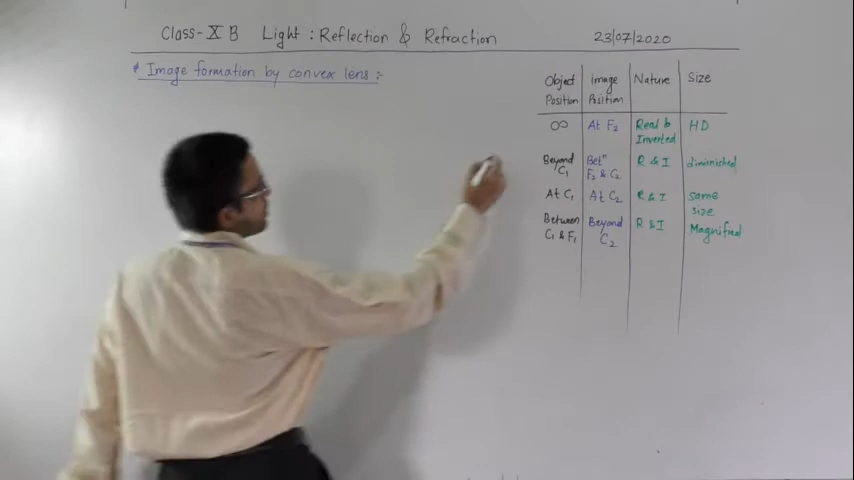 Class-X B Light : Reflection & Refraction 23/07/2020
* Image formation by convex lens :-
Object Position Image Position Nature Size
∞ At F2 Real & Inverted HD
Beyond C1 Betn F2 & C2 R & I diminished
At C1 At C2 R & I same size
Between C1 & F1 Beyond C2 R & I Magnified